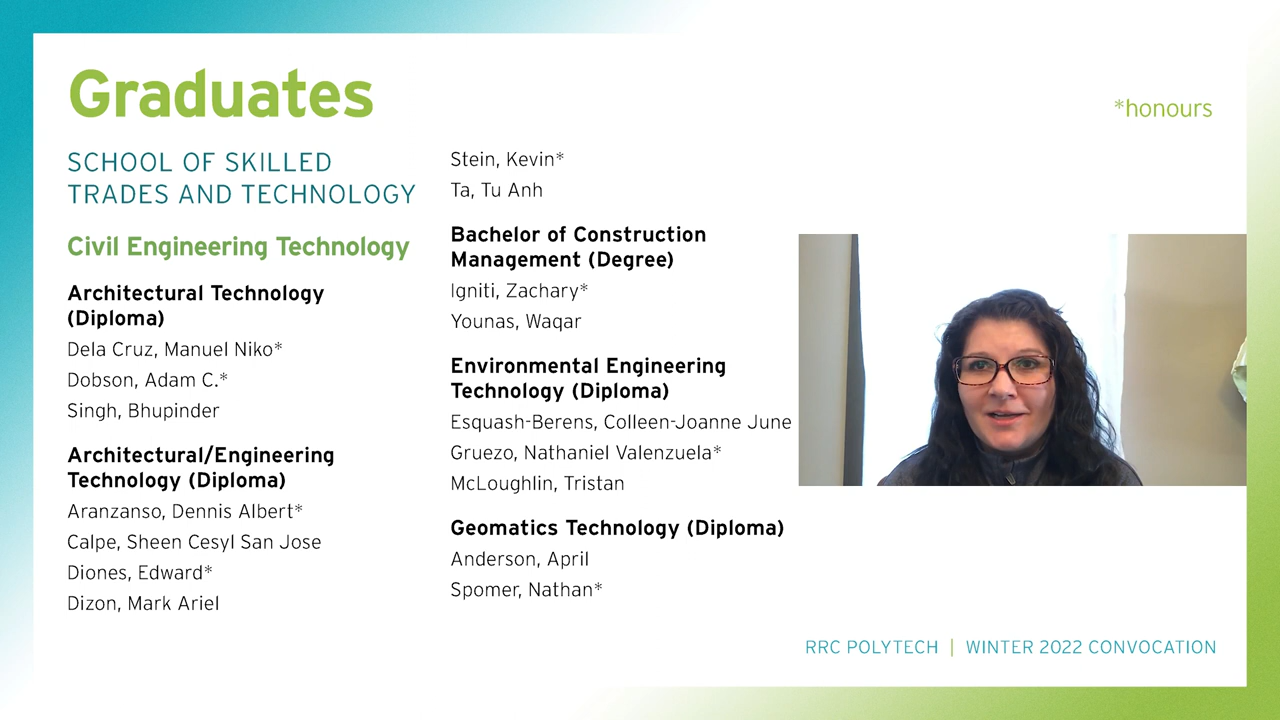 Graduates
*honours
SCHOOL OF SKILLED
TRADES AND TECHNOLOGY
Civil Engineering Technology
Architectural Technology
(Diploma)
Dela Cruz, Manuel Niko*
Dobson, Adam C.*
Singh, Bhupinder
Architectural/Engineering
Technology (Diploma)
Aranzanso, Dennis Albert*
Calpe, Sheen Cesyl San Jose
Diones, Edward*
Dizon, Mark Ariel
Stein, Kevin*
Ta, Tu Anh
Bachelor of Construction
Management (Degree)
Igniti, Zachary*
Younas, Waqar
Environmental Engineering
Technology (Diploma)
Esquash-Berens, Colleen-Joanne June
Gruezo, Nathaniel Valenzuela*
McLoughlin, Tristan
Geomatics Technology (Diploma)
Anderson, April
Spomer, Nathan*
RRC POLYTECH | WINTER 2022 CONVOCATION